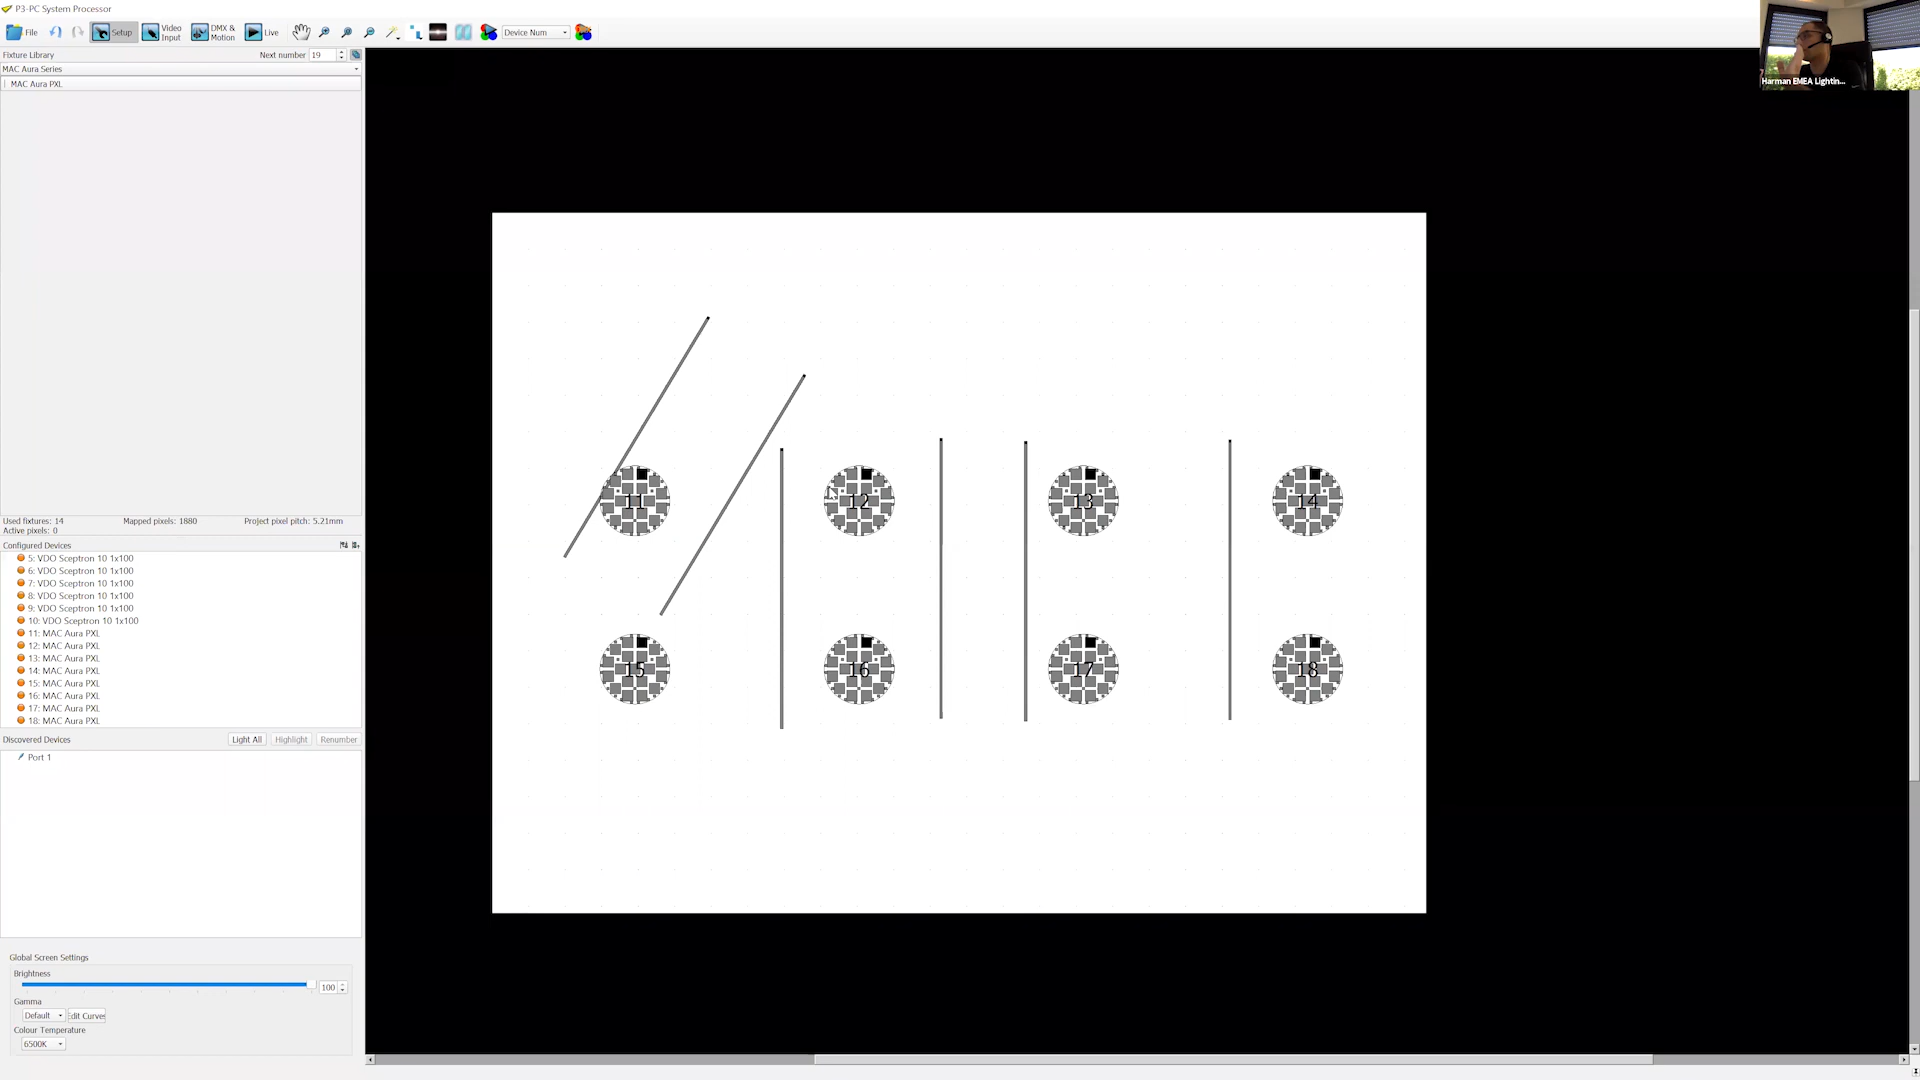 P3-PC System Processor
File
Setup
Video Input
DMX & Motion
Live
Device Num
Fixture Library
Next number 19
MAC Aura Series
MAC Aura PXL
Used fixtures: 14 Mapped pixels: 1880 Project pixel pitch: 5.21mm
Active pixels: 0
Configured Devices
5: VDO Sceptron 10 1x100
6: VDO Sceptron 10 1x100
7: VDO Sceptron 10 1x100
8: VDO Sceptron 10 1x100
9: VDO Sceptron 10 1x100
10: VDO Sceptron 10 1x100
11: MAC Aura PXL
12: MAC Aura PXL
13: MAC Aura PXL
14: MAC Aura PXL
15: MAC Aura PXL
16: MAC Aura PXL
17: MAC Aura PXL
18: MAC Aura PXL
Discovered Devices
Light All
Highlight
Renumber
Port 1
Global Screen Settings
Brightness
100
Gamma
Default
Edit Curves
Colour Temperature
6500K
11
12
13
14
15
16
17
18
Harman EMEA Lightin...